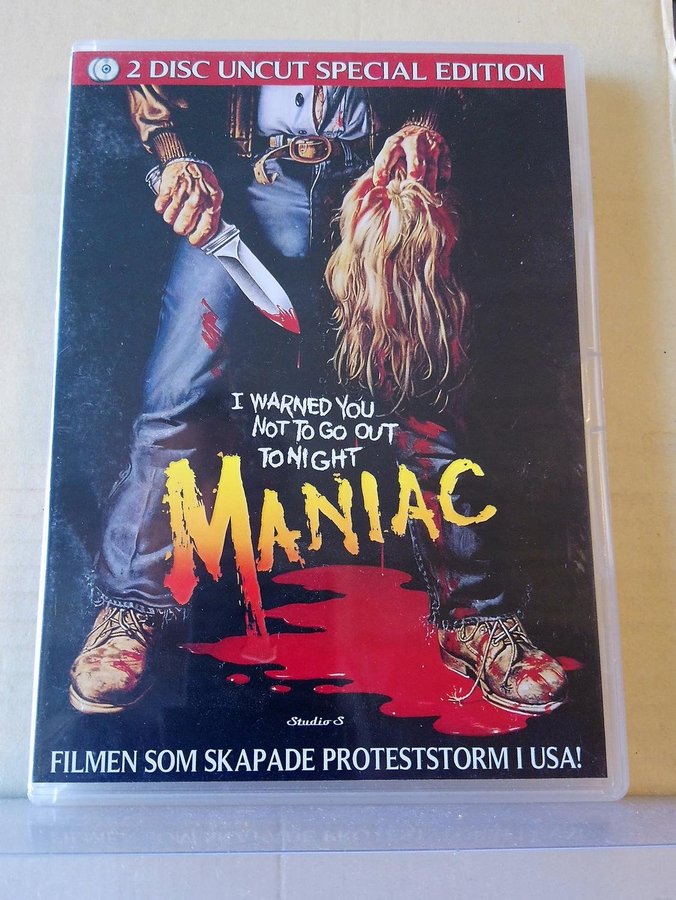 2 DISC UNCUT SPECIAL EDITION
I WARNED YOU
NOT TO GO OUT
TONIGHT
MANIAC
Studio S
FILMEN SOM SKAPADE PROTESTSTORM I USA!